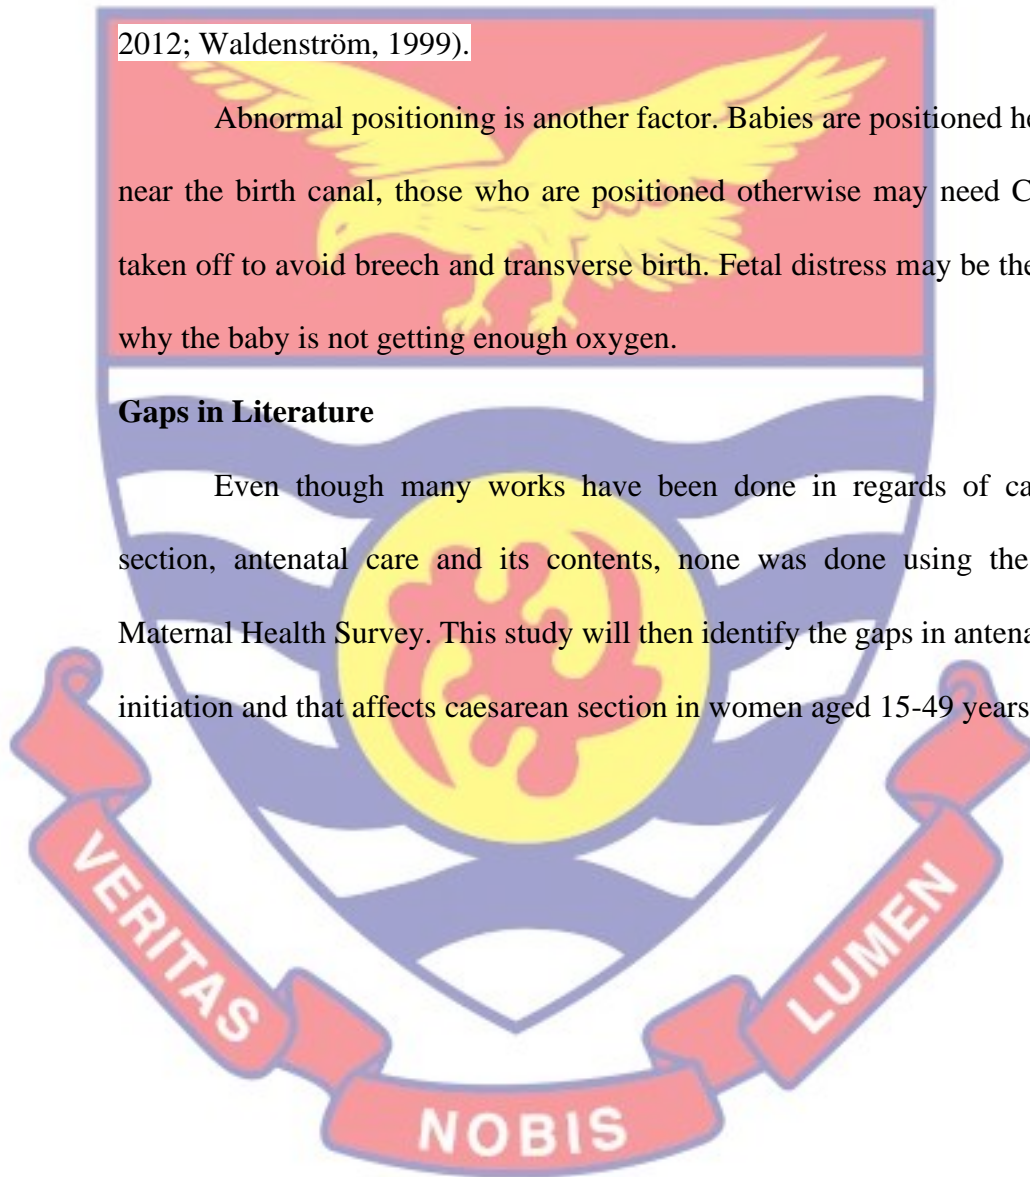 2012; Waldenström, 1999).
Abnormal positioning is another factor. Babies are positioned he
near the birth canal, those who are positioned otherwise may need C
taken off to avoid breech and transverse birth. Fetal distress may be the
why the baby is not getting enough oxygen.
Gaps in Literature
Even though many works have been done in regards of ca
section, antenatal care and its contents, none was done using the
Maternal Health Survey. This study will then identify the gaps in antena
initiation and that affects caesarean section in women aged 15-49 years
VERITAS
NOBIS
LUMEN